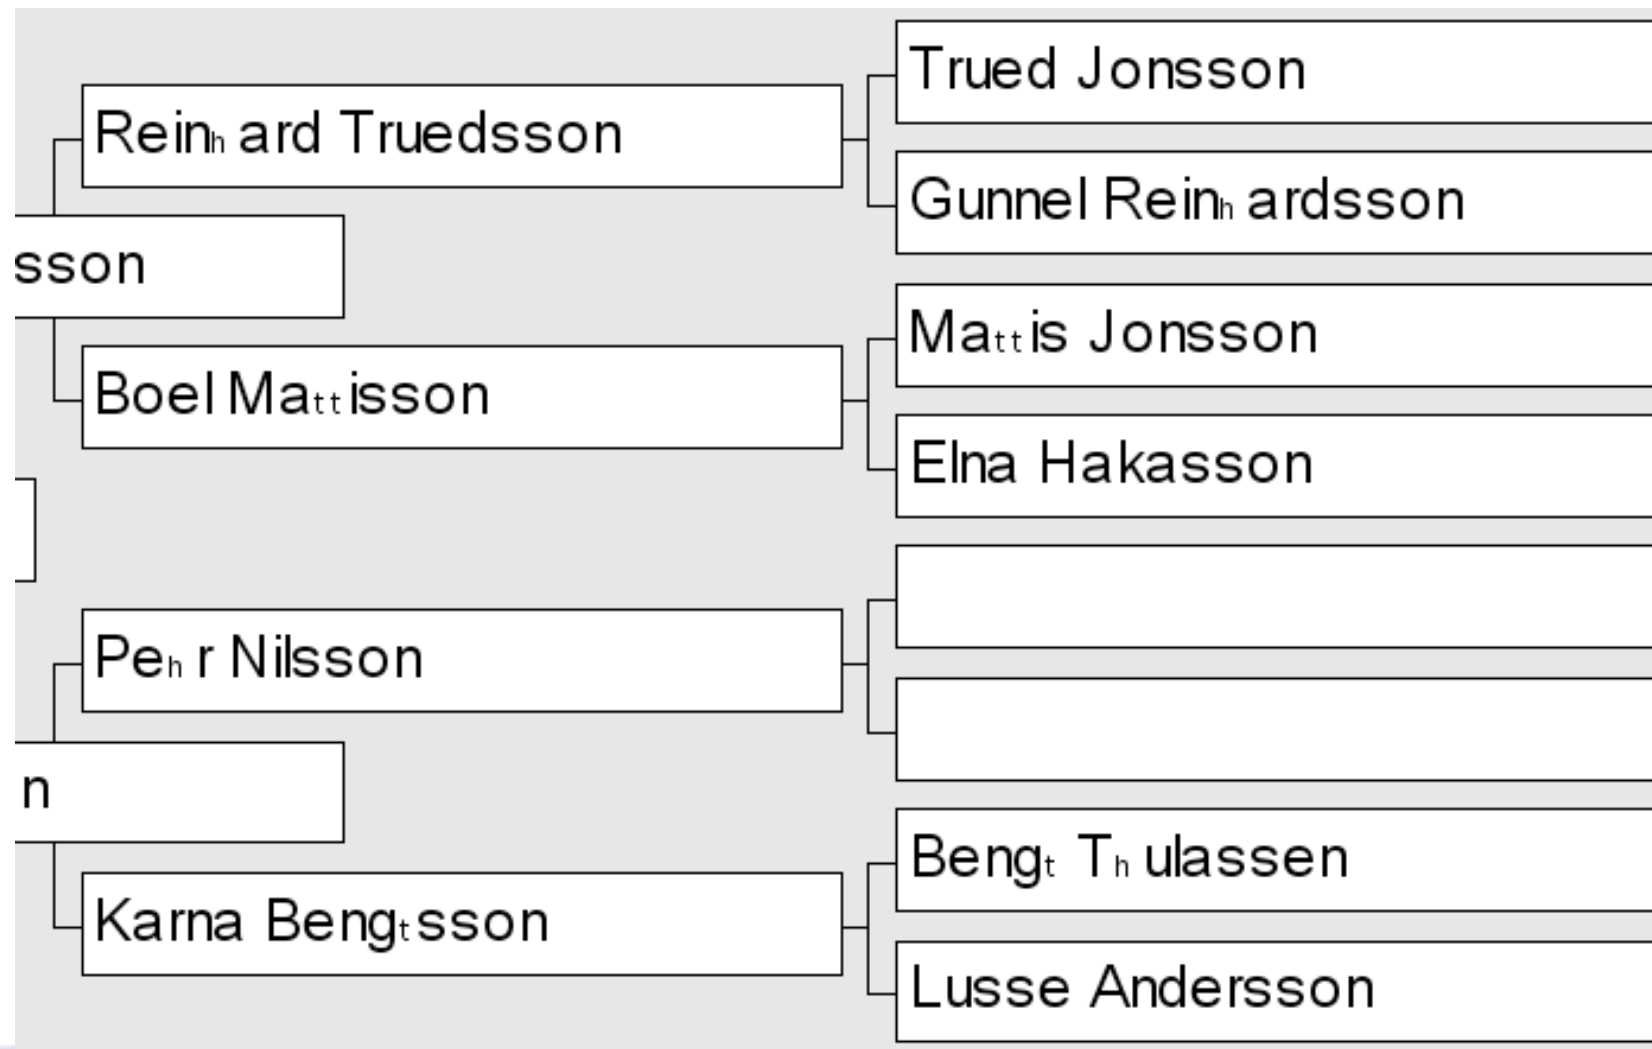 Trued Jonsson
Reinhard Truedsson
Gunnel Reinhardsson
sson
Mattis Jonsson
Boel Mattisson
Elna Hakasson
Pehr Nilsson
n
Bengt Thulassen
Karna Bengtsson
Lusse Andersson